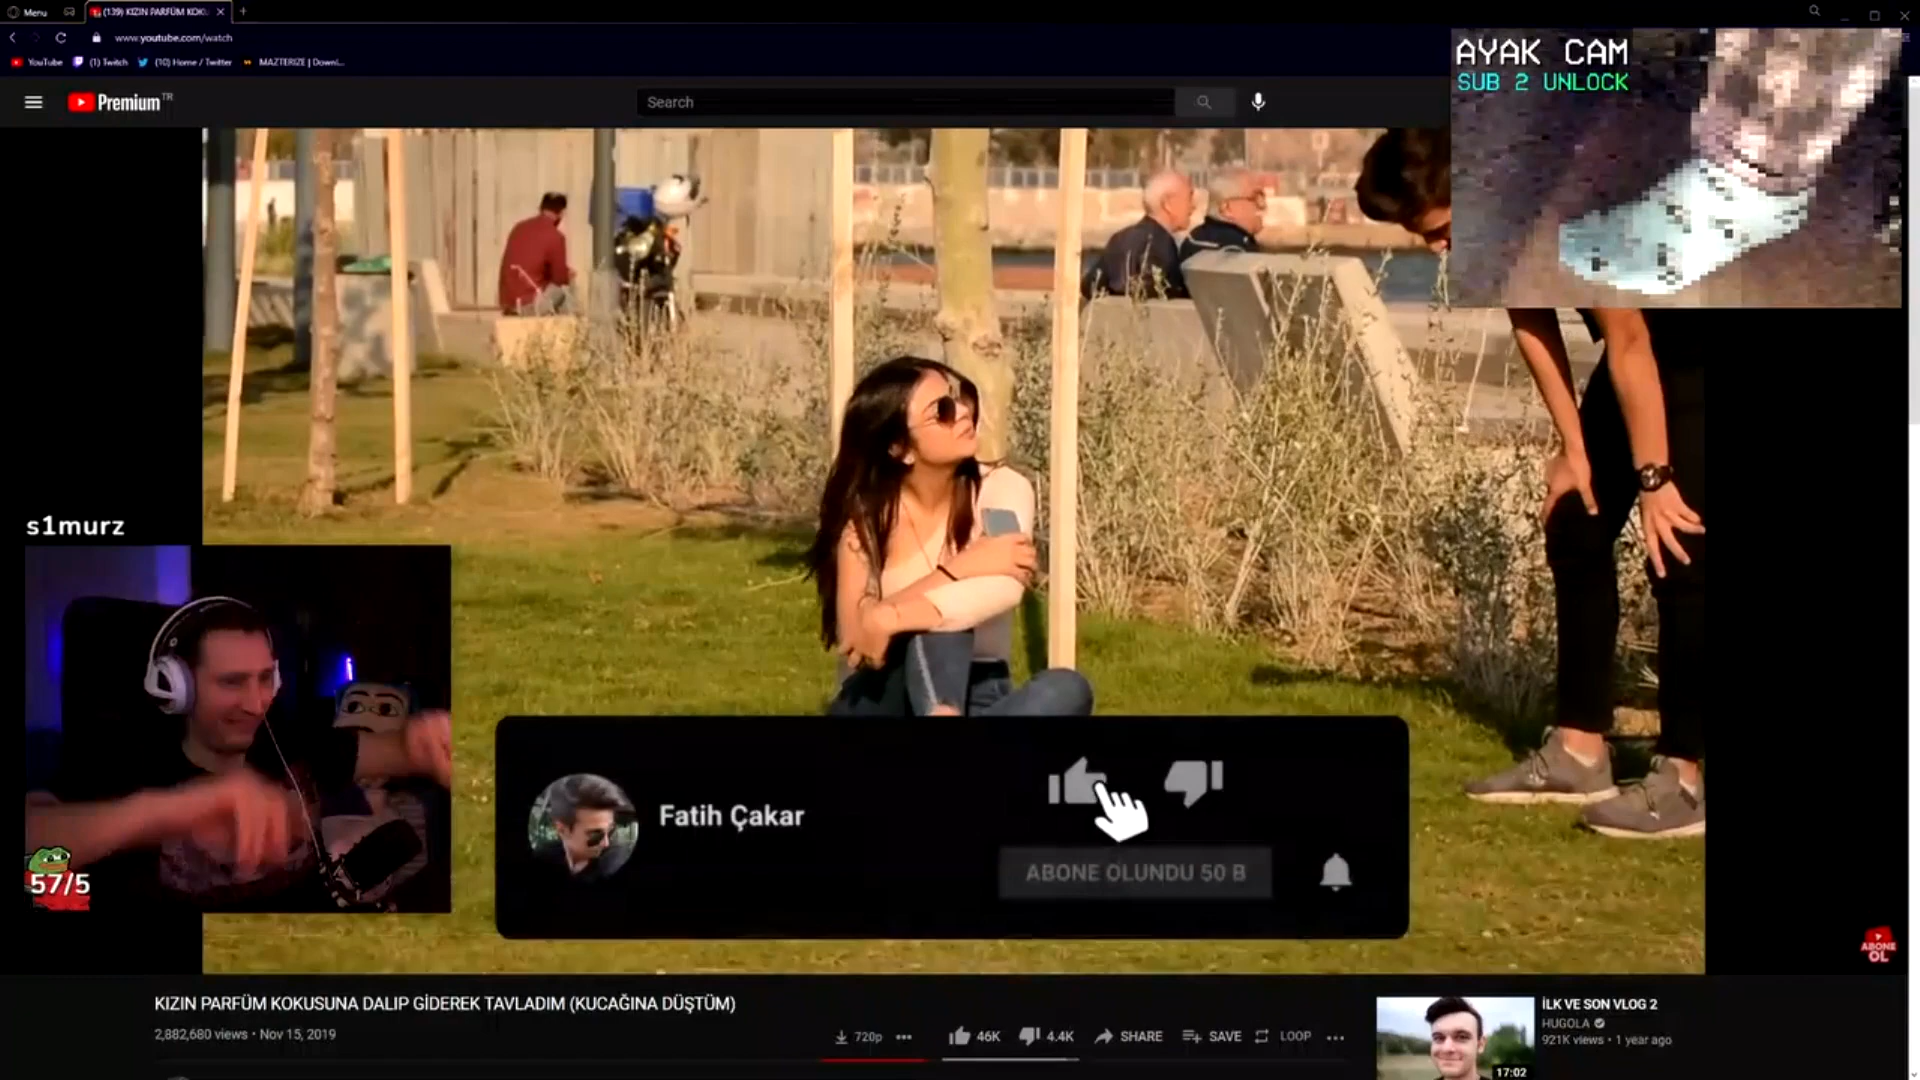 Menu
(139) KIZIN PARFÜM KOK
www.youtube.com/watch
YouTube
(1) Twitch
(10) Home / Twitter
MAZTERIZE | Downl...
Premium TR
Search
AYAK CAM
SUB 2 UNLOCK
s1murz
57/5
Fatih Çakar
ABONE OLUNDU 50 B
ABONE
OL
KIZIN PARFÜM KOKUSUNA DALIP GİDEREK TAVLADIM (KUCAĞINA DÜŞTÜM)
2,882,680 views • Nov 15, 2019
720p
46K
4.4K
SHARE
SAVE
LOOP
İLK VE SON VLOG 2
HUGOLA
921K views • 1 year ago
17:02